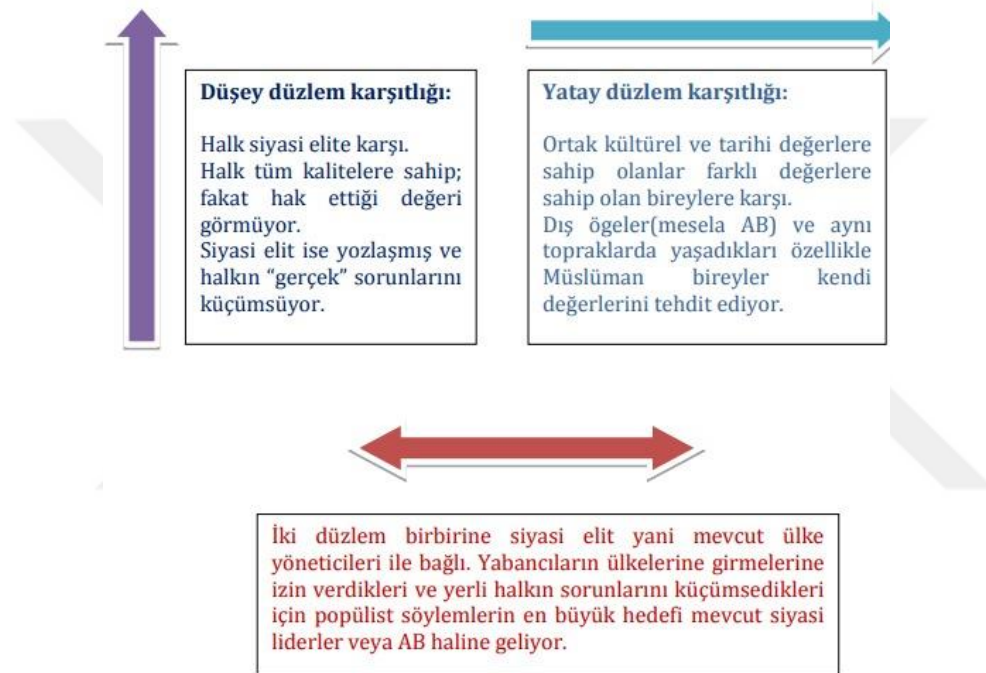 Düşey düzlem karşıtlığı:
Halk siyasi elite karşı.
Halk tüm kalitelere sahip;
fakat hak ettiği değeri
görmüyor.
Siyasi elit ise yozlaşmış ve
halkın “gerçek” sorunlarını
küçümsüyor.
Yatay düzlem karşıtlığı:
Ortak kültürel ve tarihi değerlere
sahip olanlar farklı değerlere
sahip olan bireylere karşı.
Dış ögeler(mesela AB) ve aynı
topraklarda yaşadıkları özellikle
Müslüman bireyler kendi
değerlerini tehdit ediyor.
İki düzlem birbirine siyasi elit yani mevcut ülke
yöneticileri ile bağlı. Yabancıların ülkelerine girmelerine
izin verdikleri ve yerli halkın sorunlarını küçümsedikleri
için popülist söylemlerin en büyük hedefi mevcut siyasi
liderler veya AB haline geliyor.